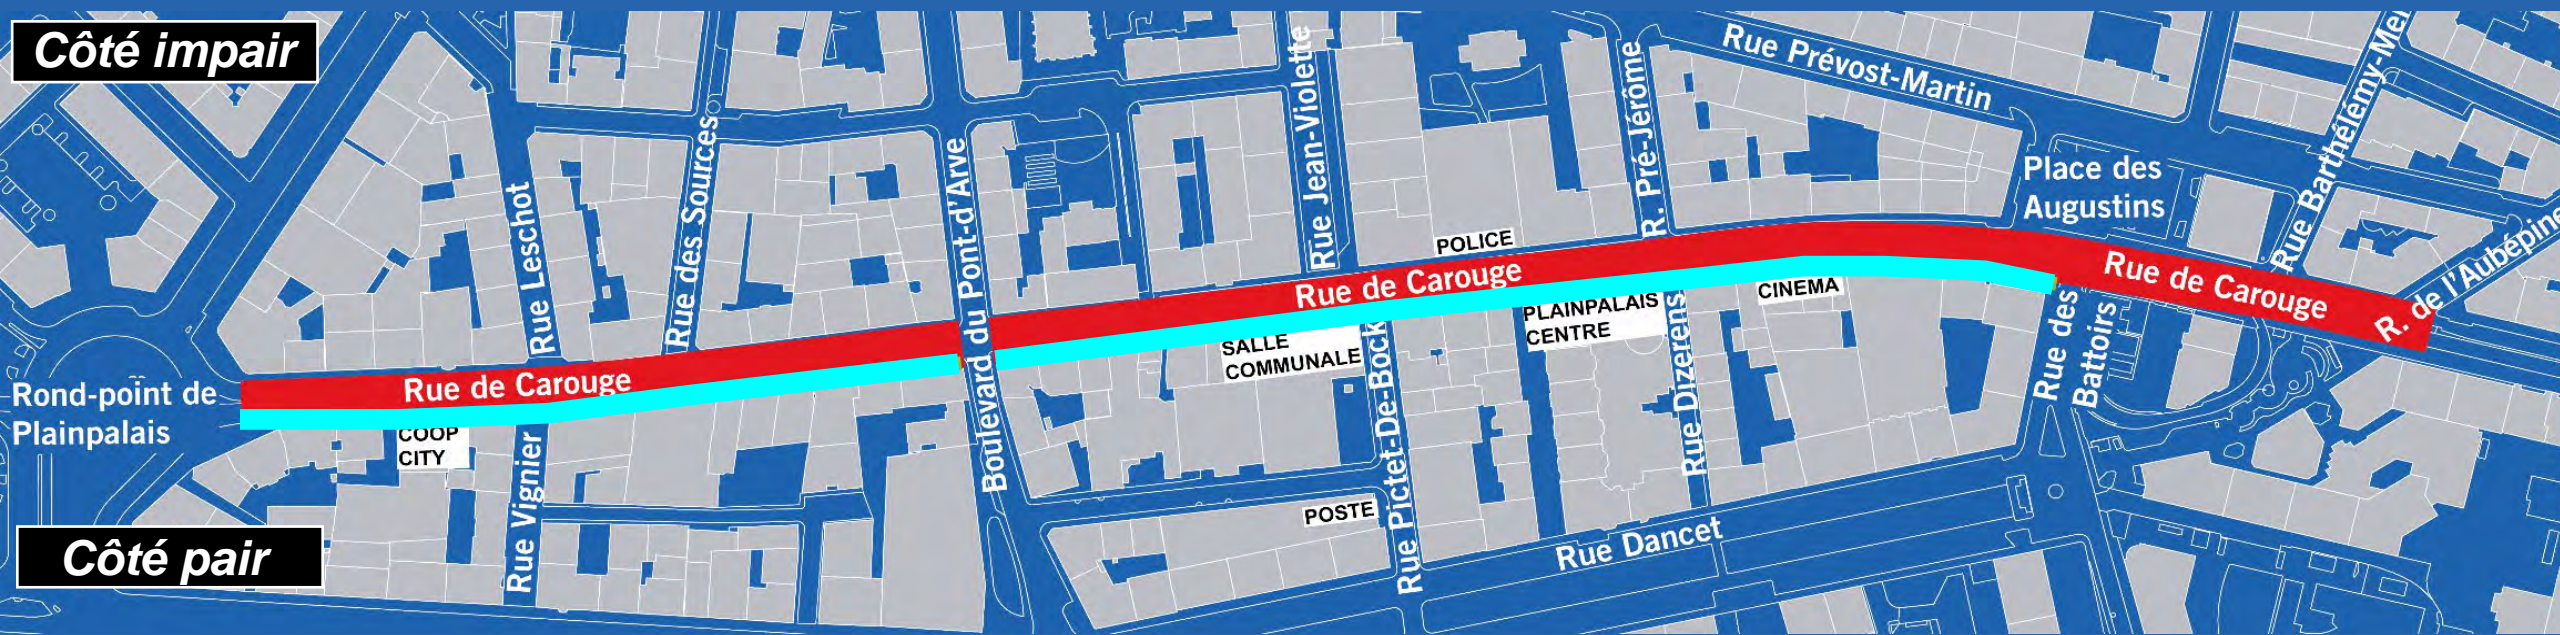 Côté impair
Rue Prévost-Martin
Rue Jean-Violette
R. Pré-Jérôme
Rue des Sources
Rue Leschot
Boulevard du Pont-d'Arve
Place des
Augustins
POLICE
Rue de Carouge
Rue de Carouge
Rue de Carouge
R. de l'Aubépine
Rond-point de
Plainpalais
COOP
CITY
SALLE
COMMUNALE
PLAINPALAIS
CENTRE
CINEMA
Rue Vignier
Rue Pictet-De-Bock
Rue Dizerens
Rue des
Battoirs
POSTE
Rue Dancet
Rue Barthélémy-Me
Côté pair